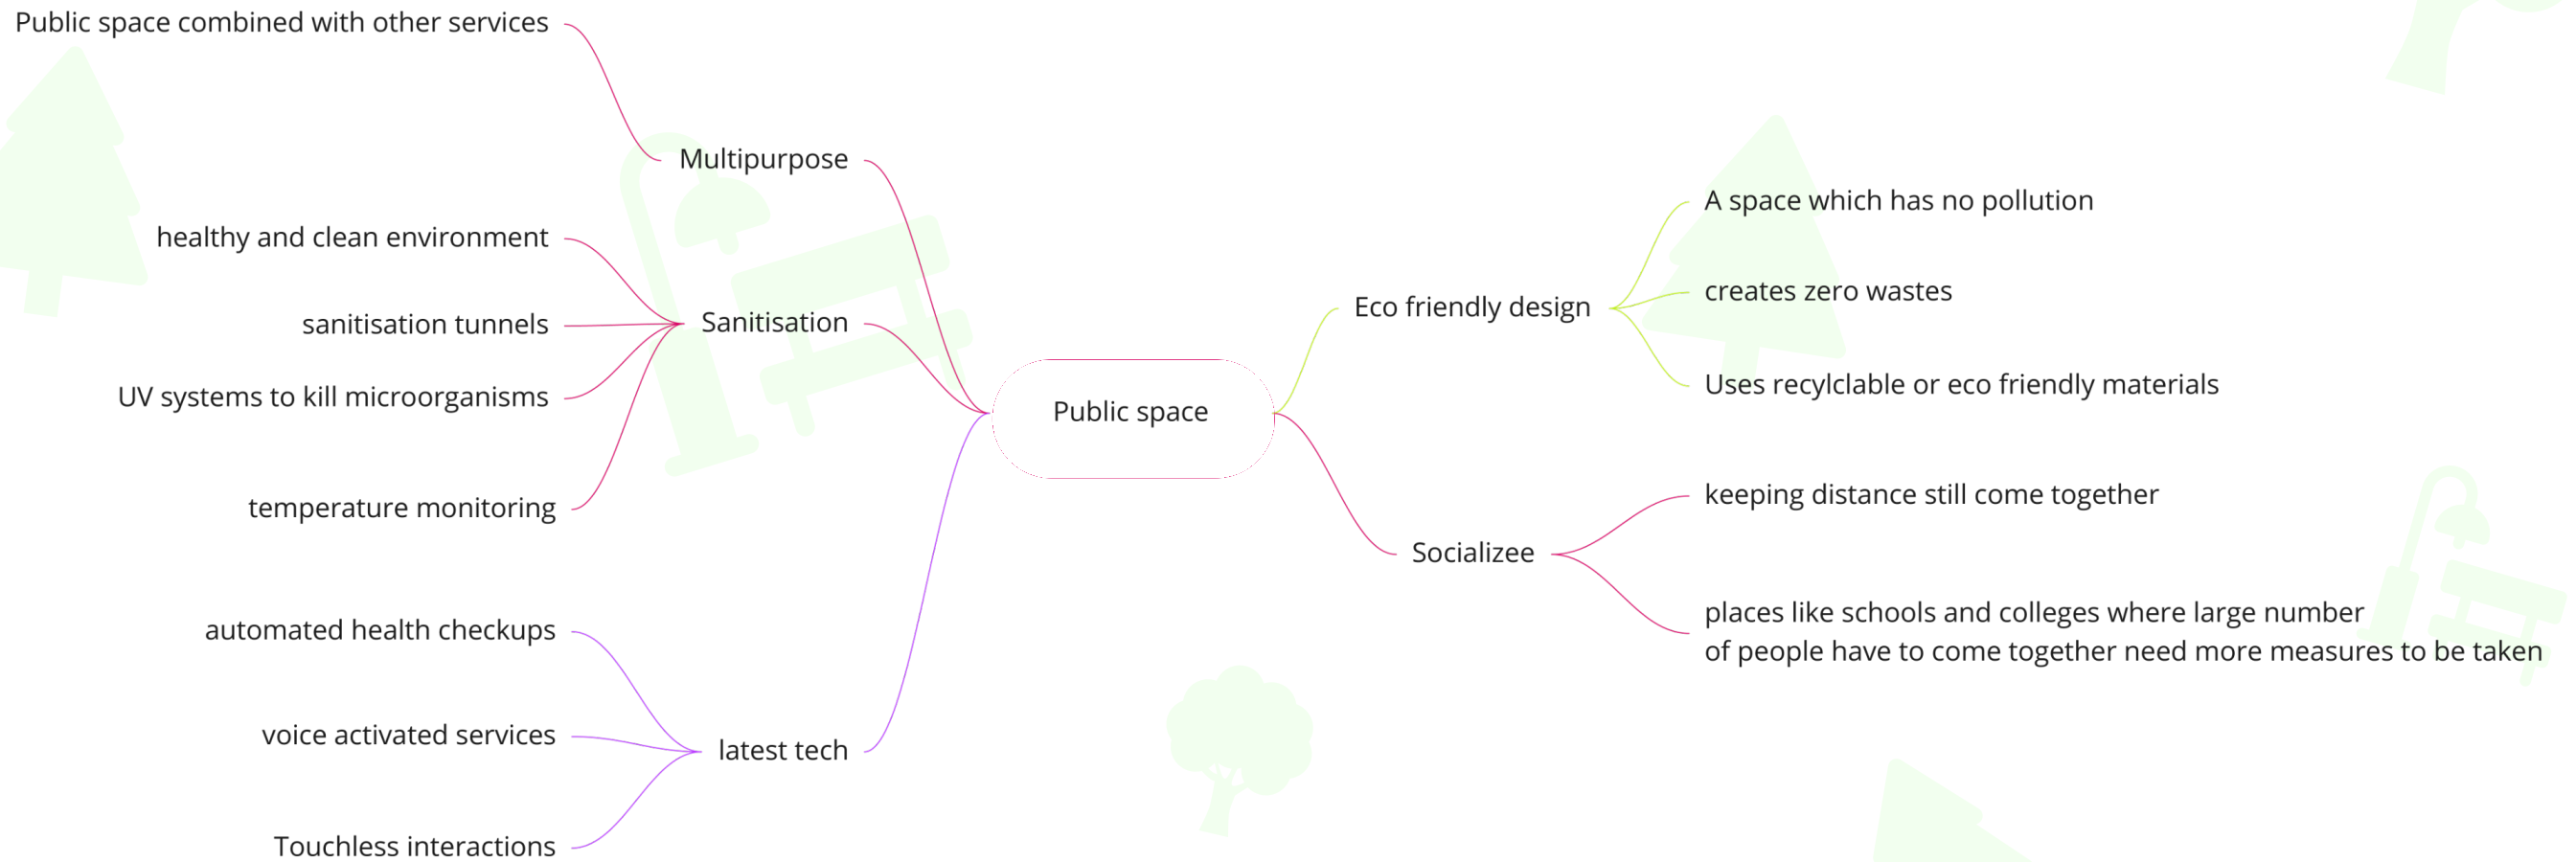 Public space combined with other services
Multipurpose
healthy and clean environment
sanitisation tunnels
Sanitisation
UV systems to kill microorganisms
temperature monitoring
automated health checkups
voice activated services
latest tech
Touchless interactions
Public space
Eco friendly design
A space which has no pollution
creates zero wastes
Uses recylclable or eco friendly materials
Socializee
keeping distance still come together
places like schools and colleges where large number
of people have to come together need more measures to be taken